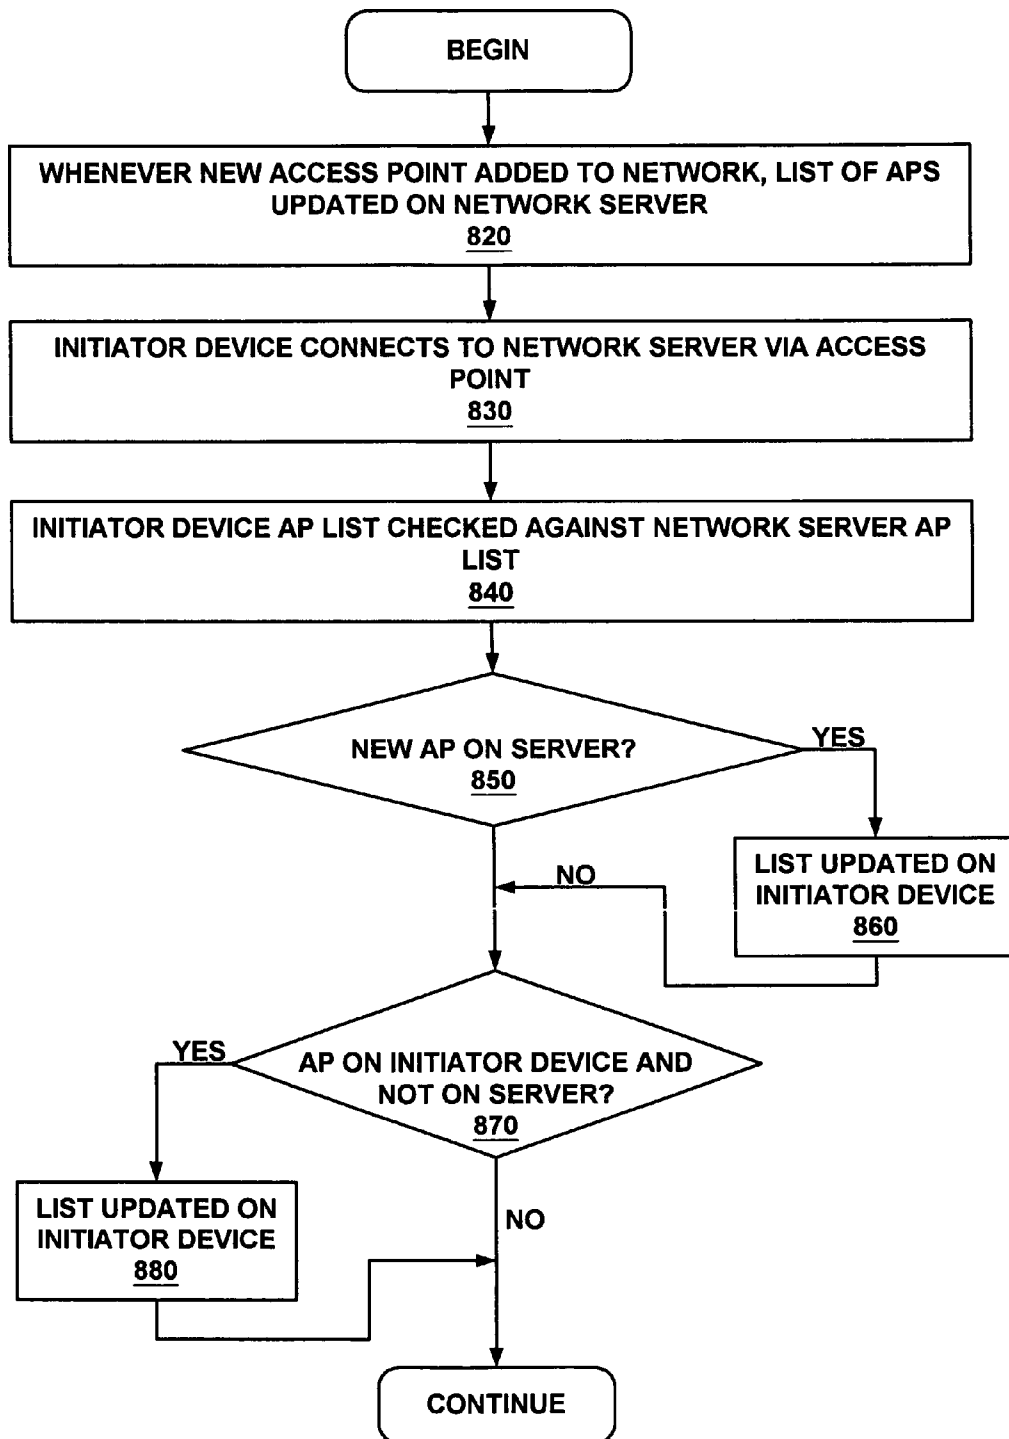 BEGIN
WHENEVER NEW ACCESS POINT ADDED TO NETWORK, LIST OF APS
UPDATED ON NETWORK SERVER
820
INITIATOR DEVICE CONNECTS TO NETWORK SERVER VIA ACCESS
POINT
830
INITIATOR DEVICE AP LIST CHECKED AGAINST NETWORK SERVER AP
LIST
840
NEW AP ON SERVER?
850
YES
LIST UPDATED ON
INITIATOR DEVICE
860
NO
AP ON INITIATOR DEVICE AND
NOT ON SERVER?
870
YES
LIST UPDATED ON
INITIATOR DEVICE
880
NO
CONTINUE